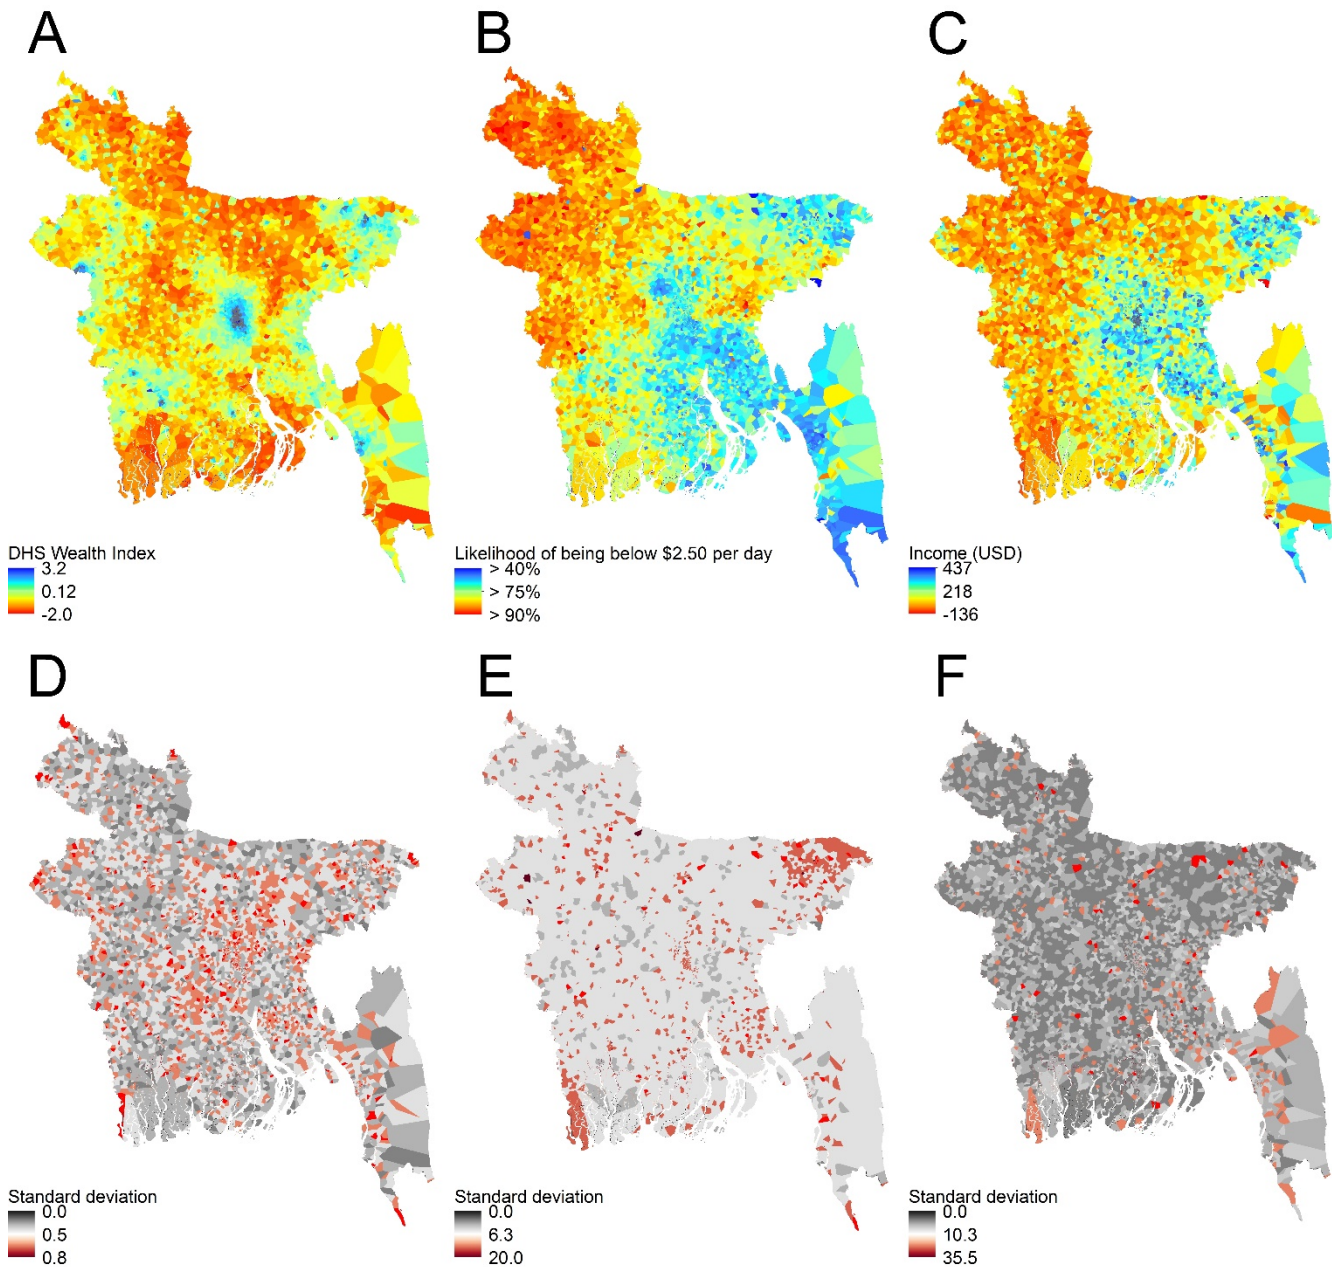 A
B
C
DHS Wealth Index
3.2
0.12
-2.0
Likelihood of being below $2.50 per day
> 40%
> 75%
> 90%
Income (USD)
437
218
-136
D
E
F
Standard deviation
0.0
0.5
0.8
Standard deviation
0.0
6.3
20.0
Standard deviation
0.0
10.3
35.5